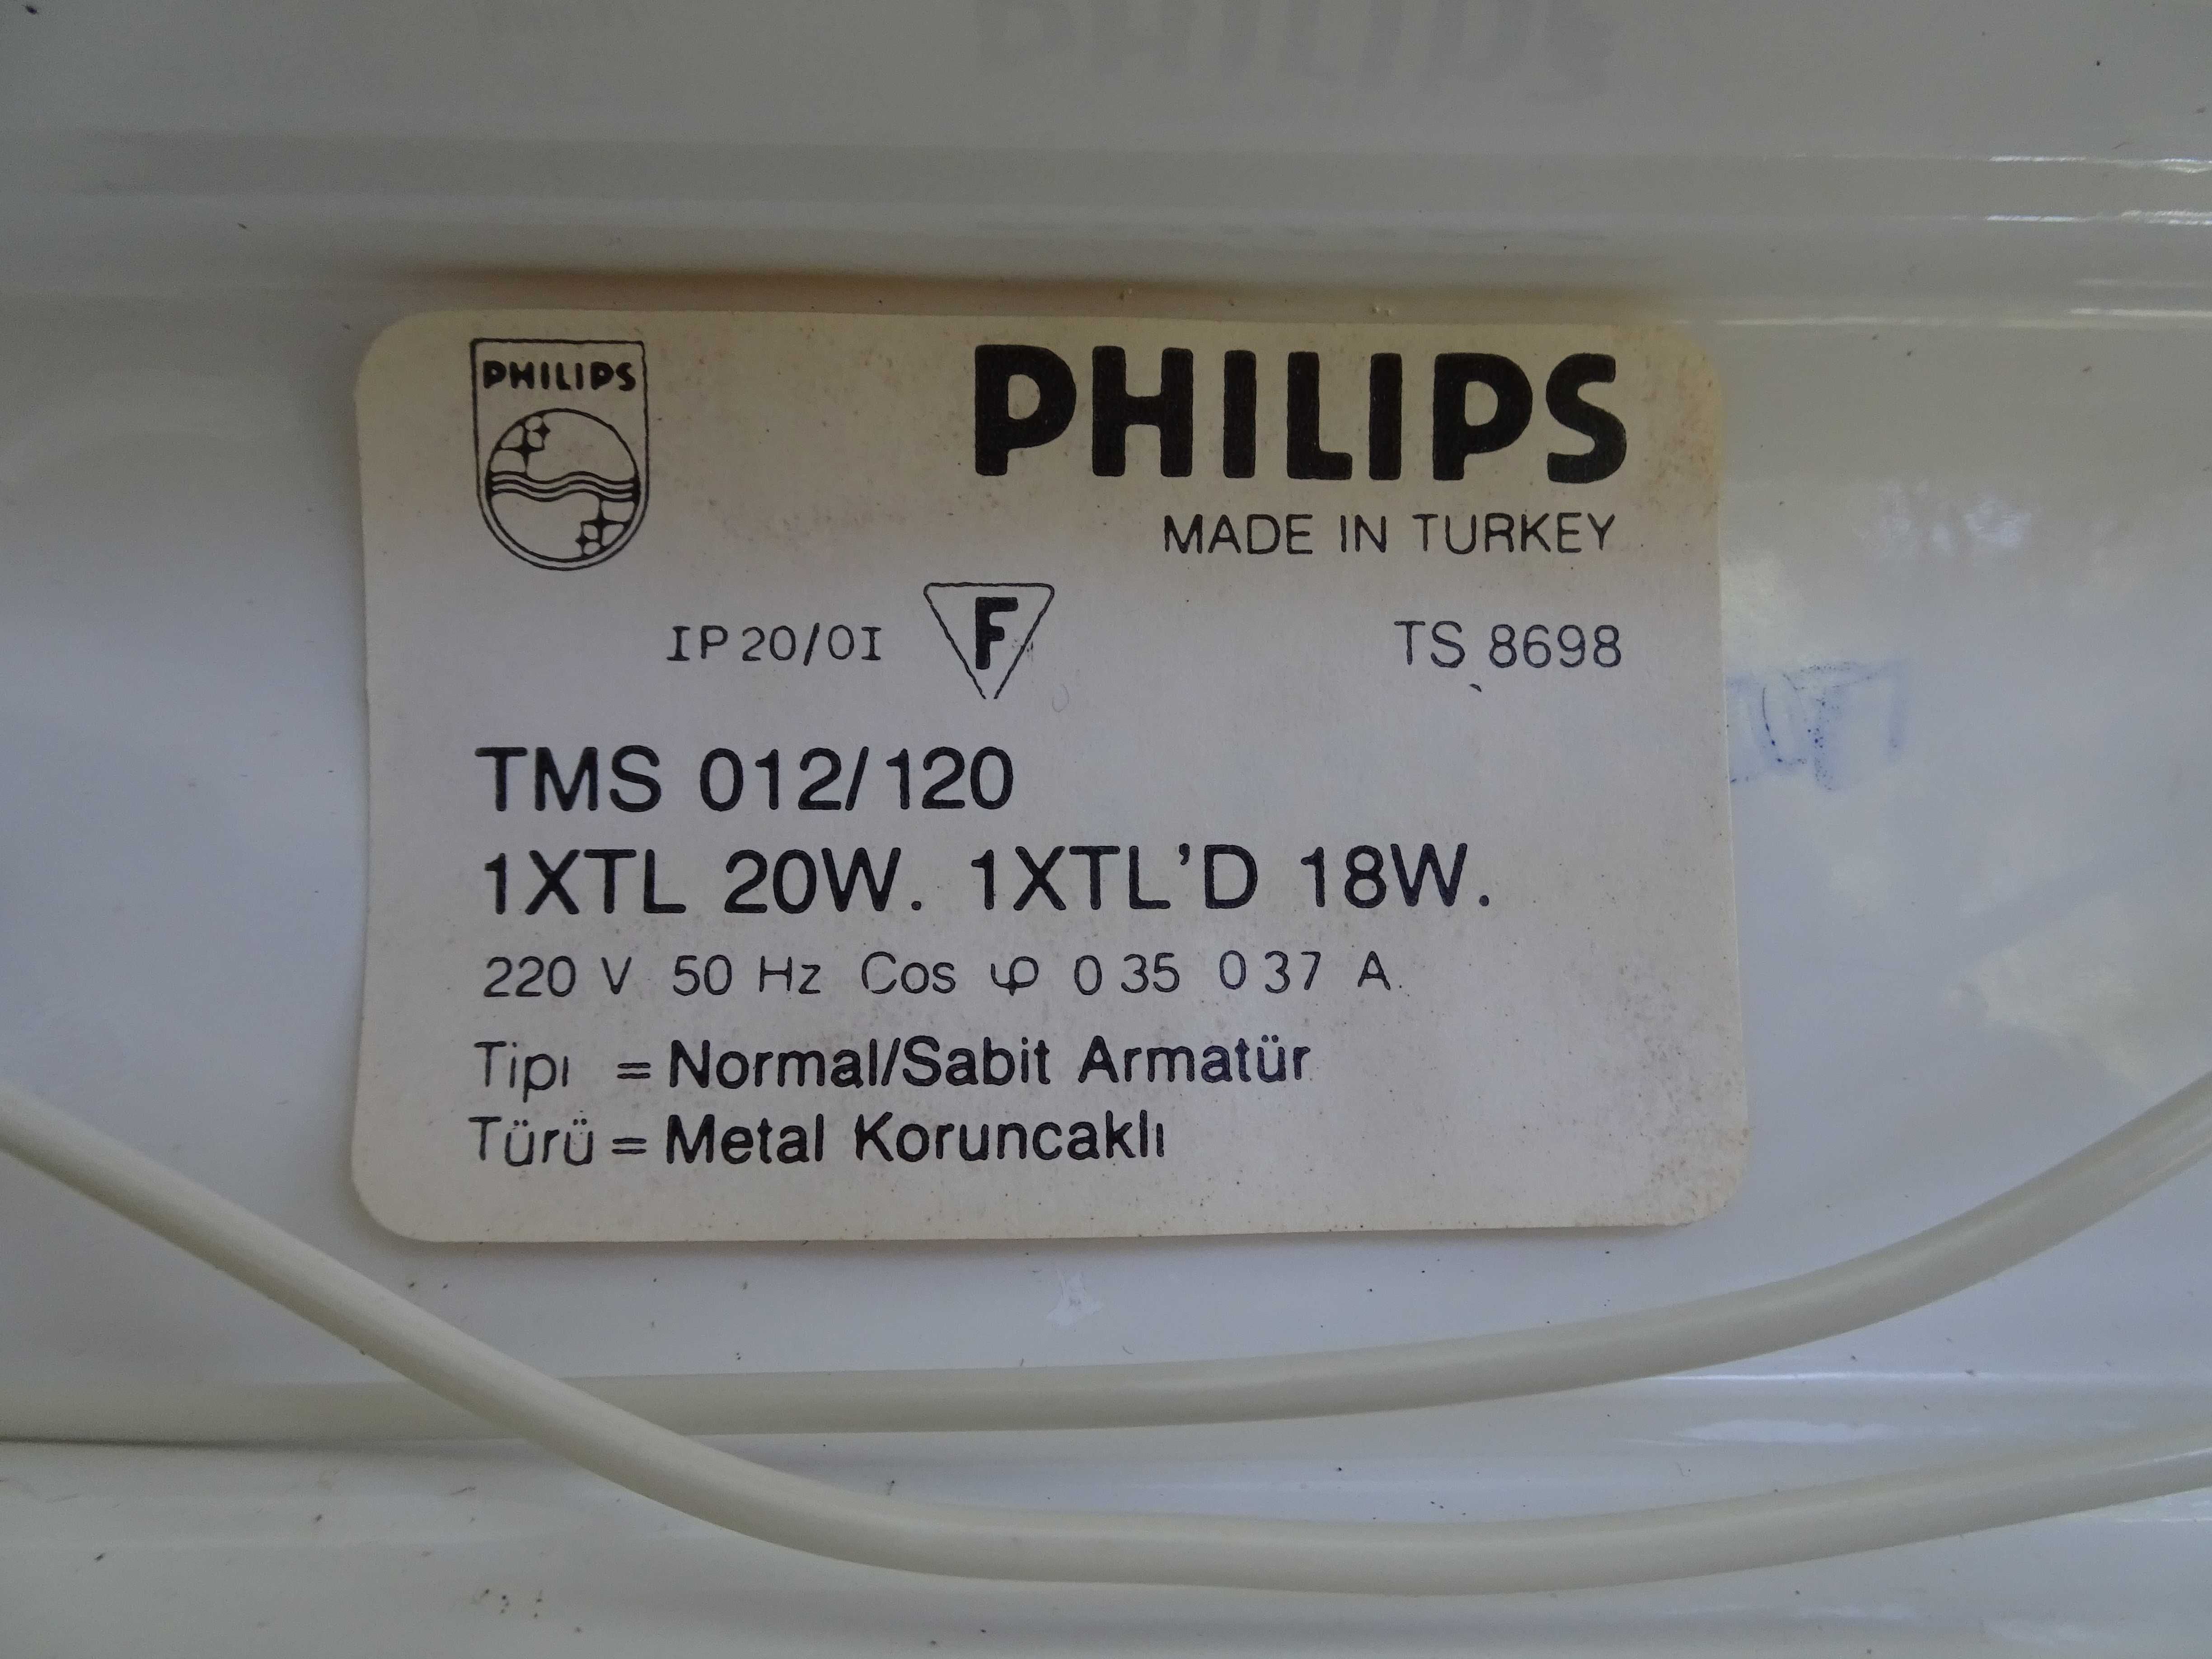 PHILIPS
PHILIPS
MADE IN TURKEY
IP20/0I F TS 8698
TMS 012/120
1XTL 20W. 1XTL'D 18W.
220 V 50 Hz Cos φ 0 35 0 37 A.
Tipı = Normal/Sabit Armatür
Türü = Metal Koruncaklı